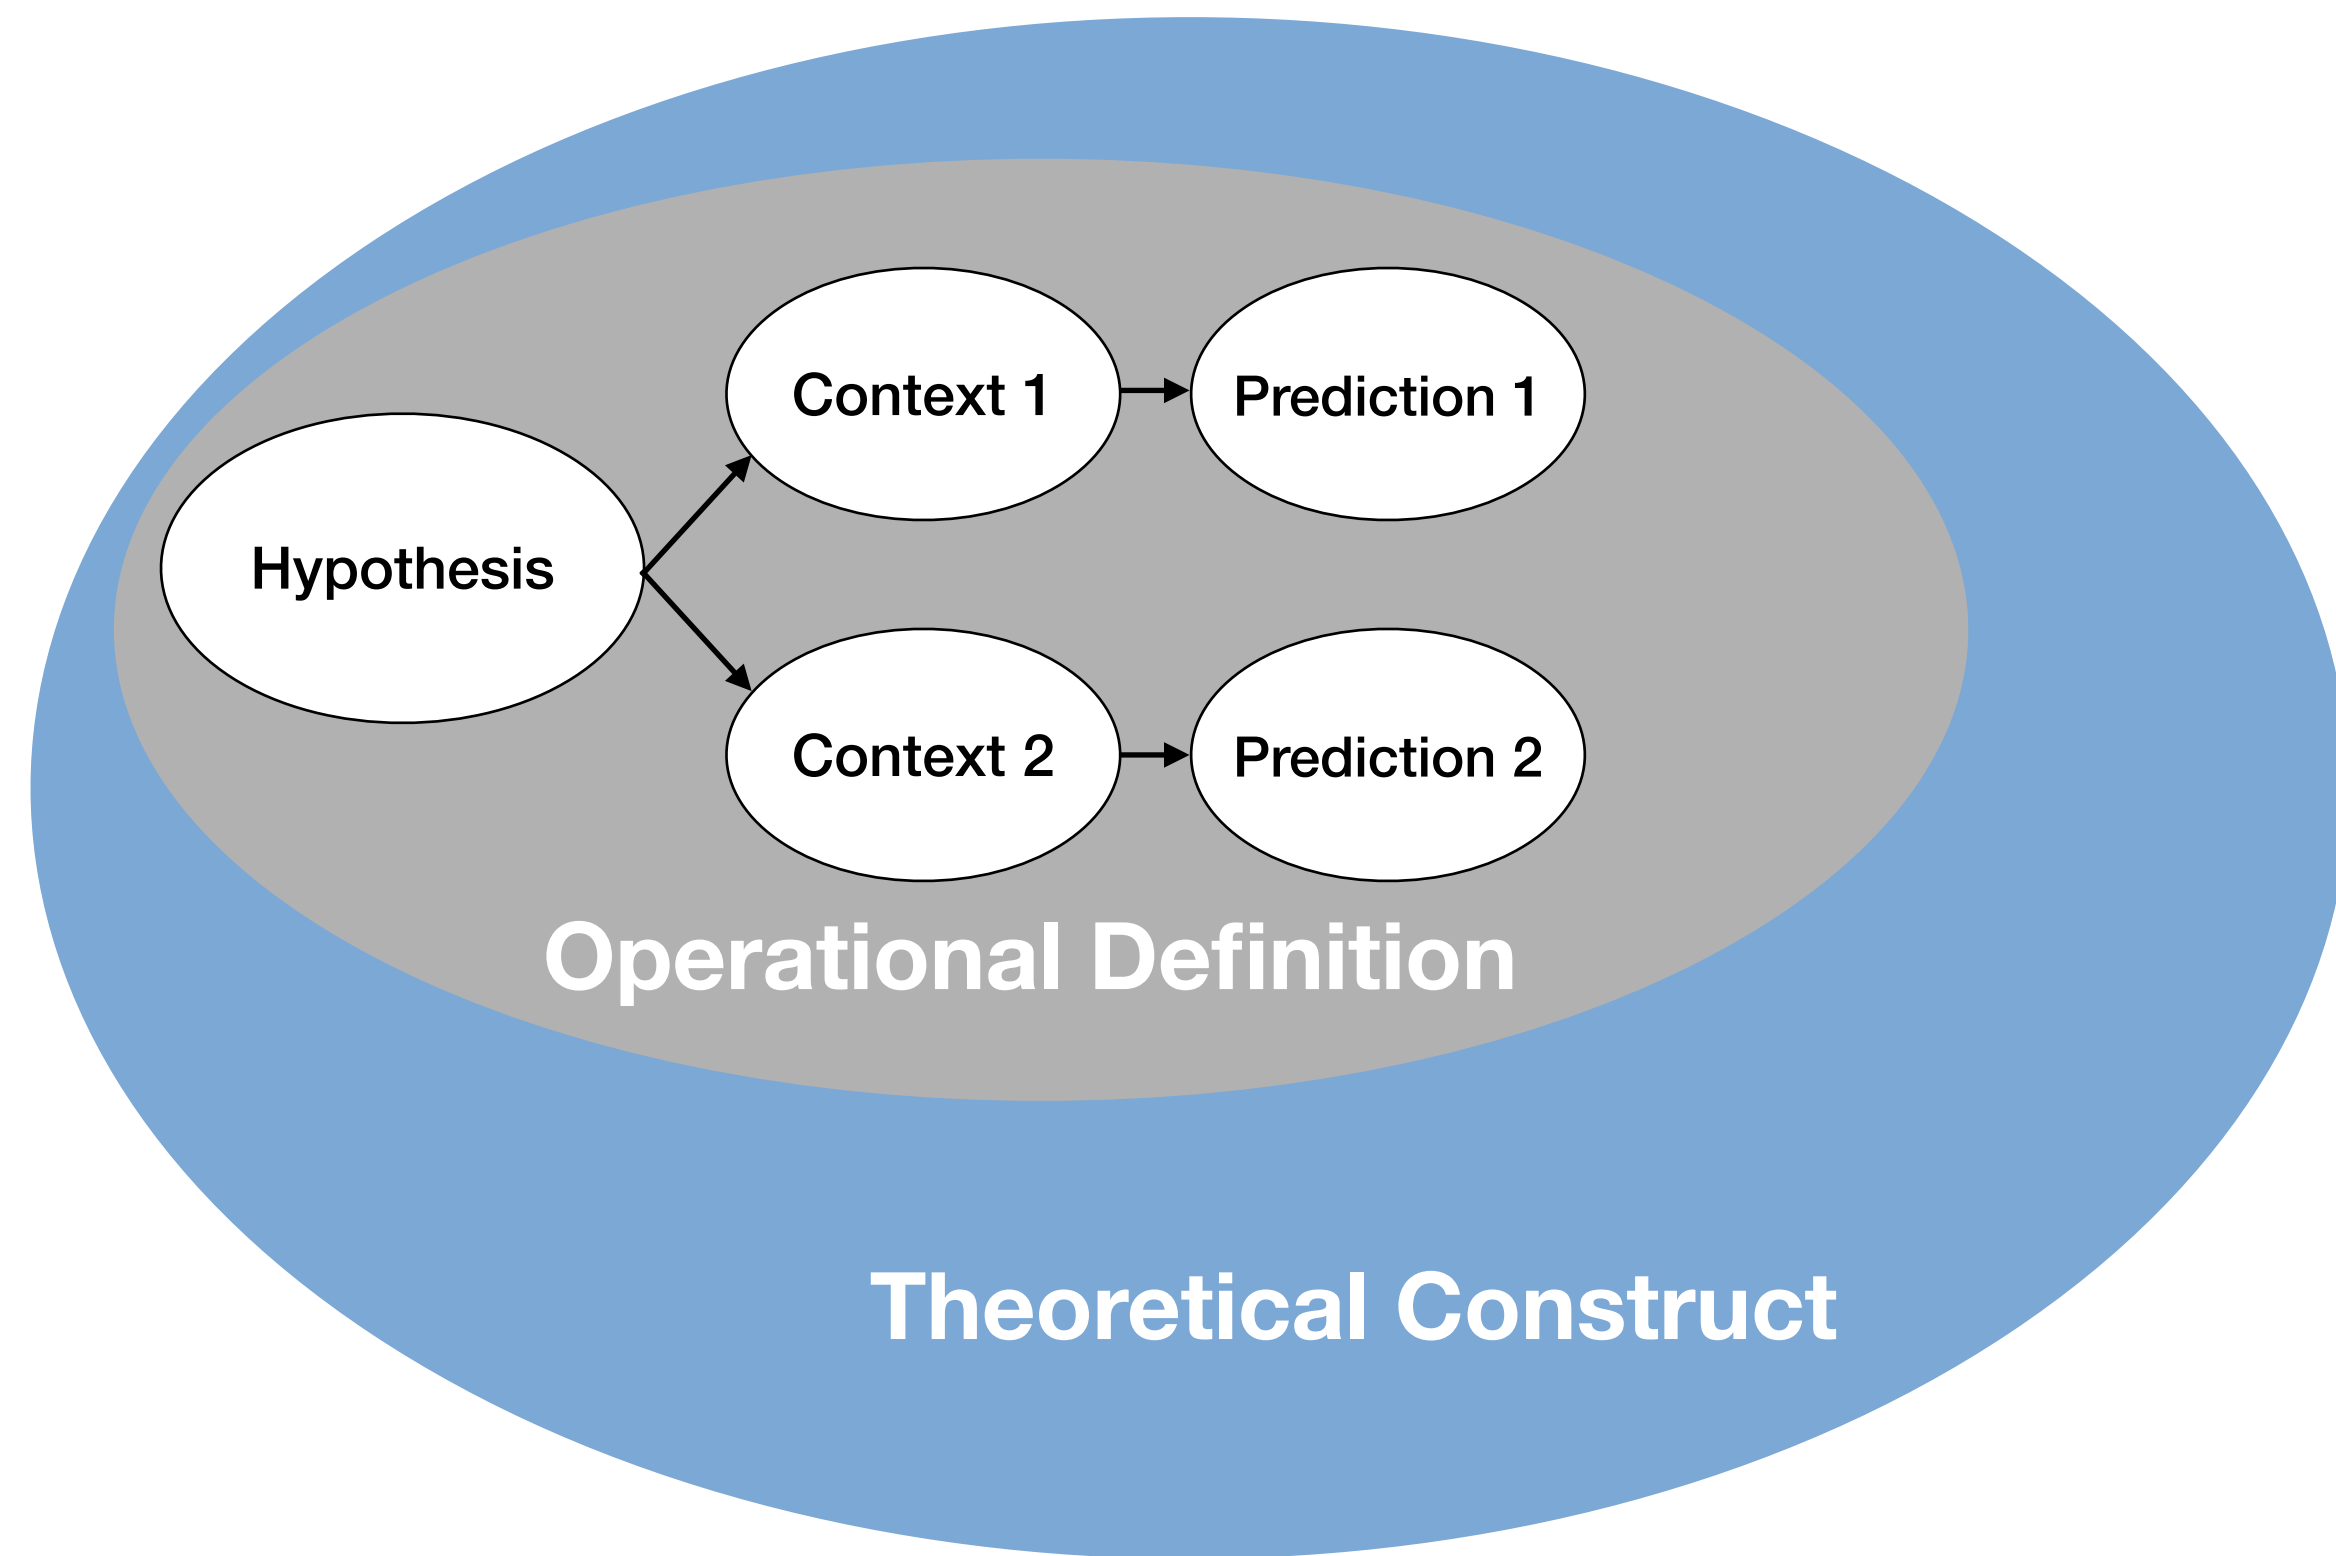 Context 1
Prediction 1
Hypothesis
Context 2
Prediction 2
Operational Definition
Theoretical Construct